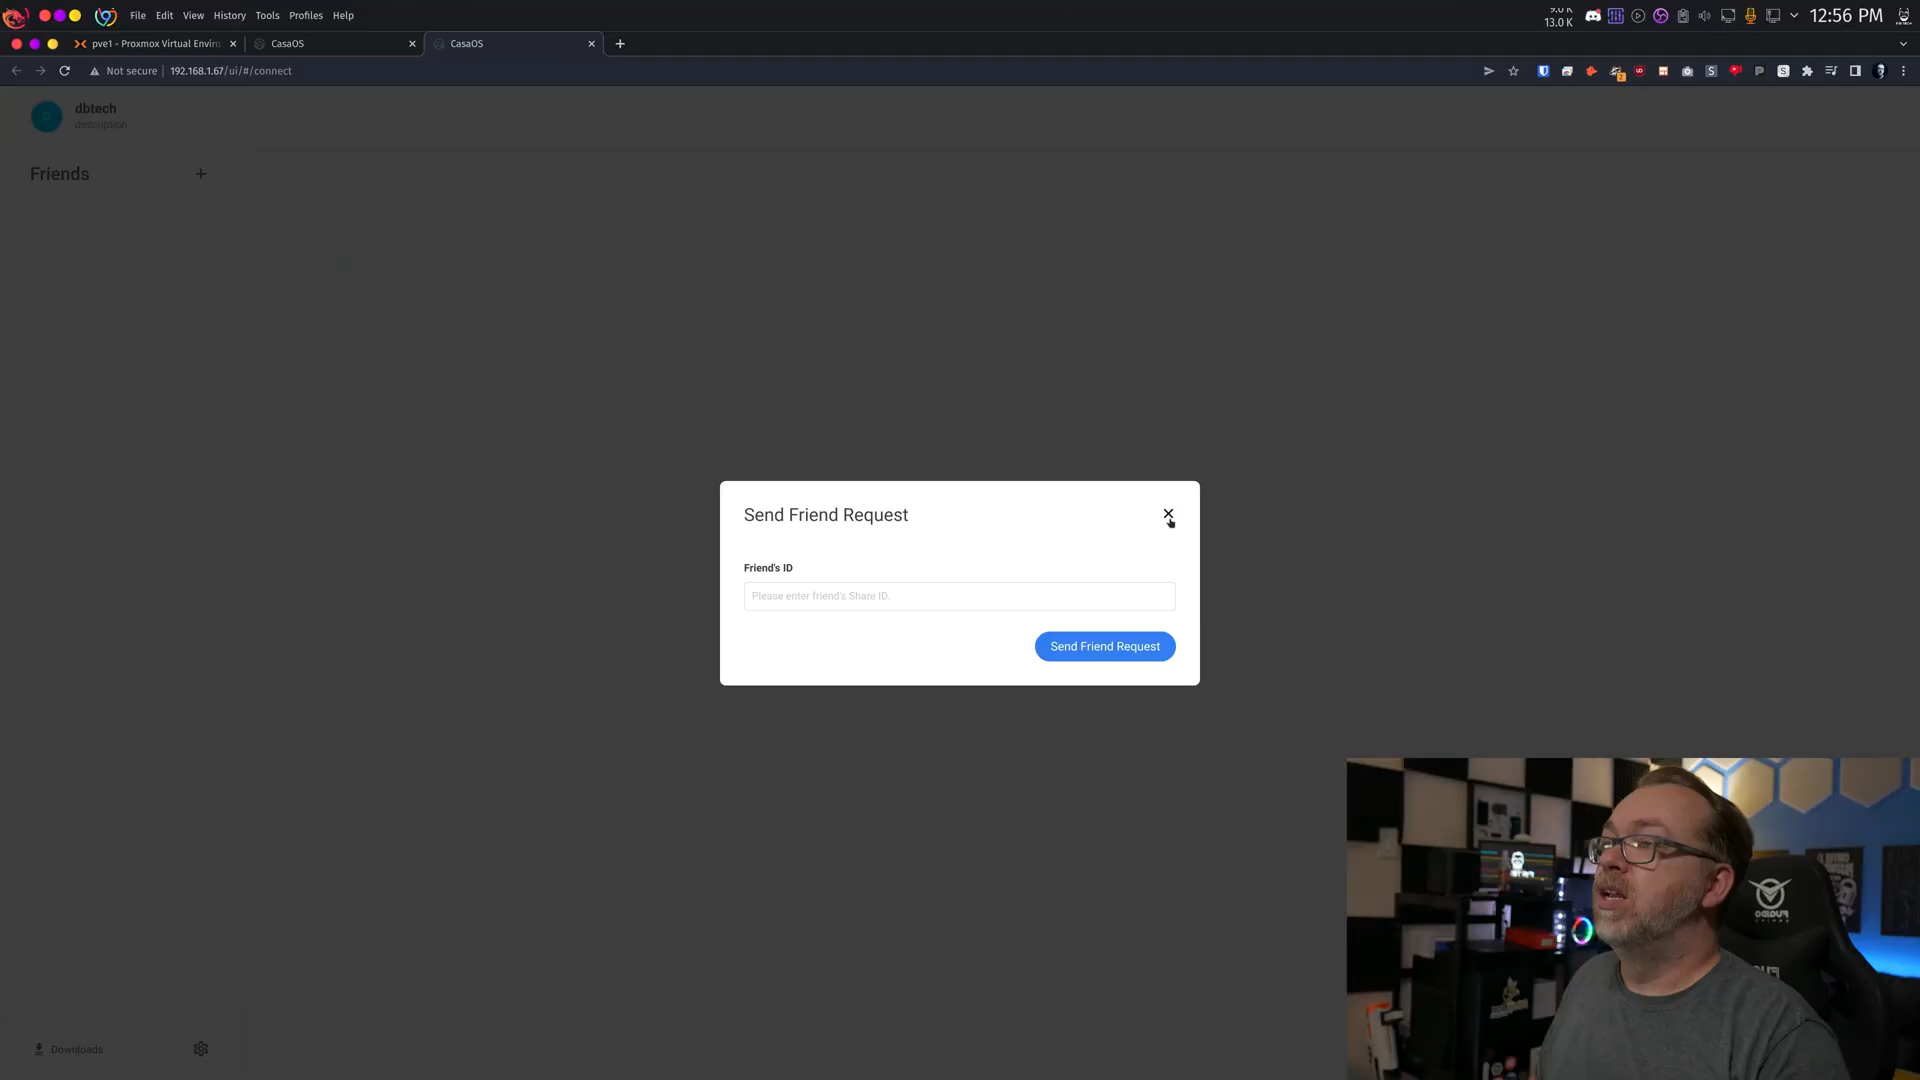 File Edit View History Tools Profiles Help
13.0 K
12:56 PM
pve1 - Proxmox Virtual Enviro
CasaOS
CasaOS
Not secure
192.168.1.67/ui/#/connect
dbtech
description
Friends
Send Friend Request
Friend's ID
Please enter friend's Share ID.
Send Friend Request
Downloads